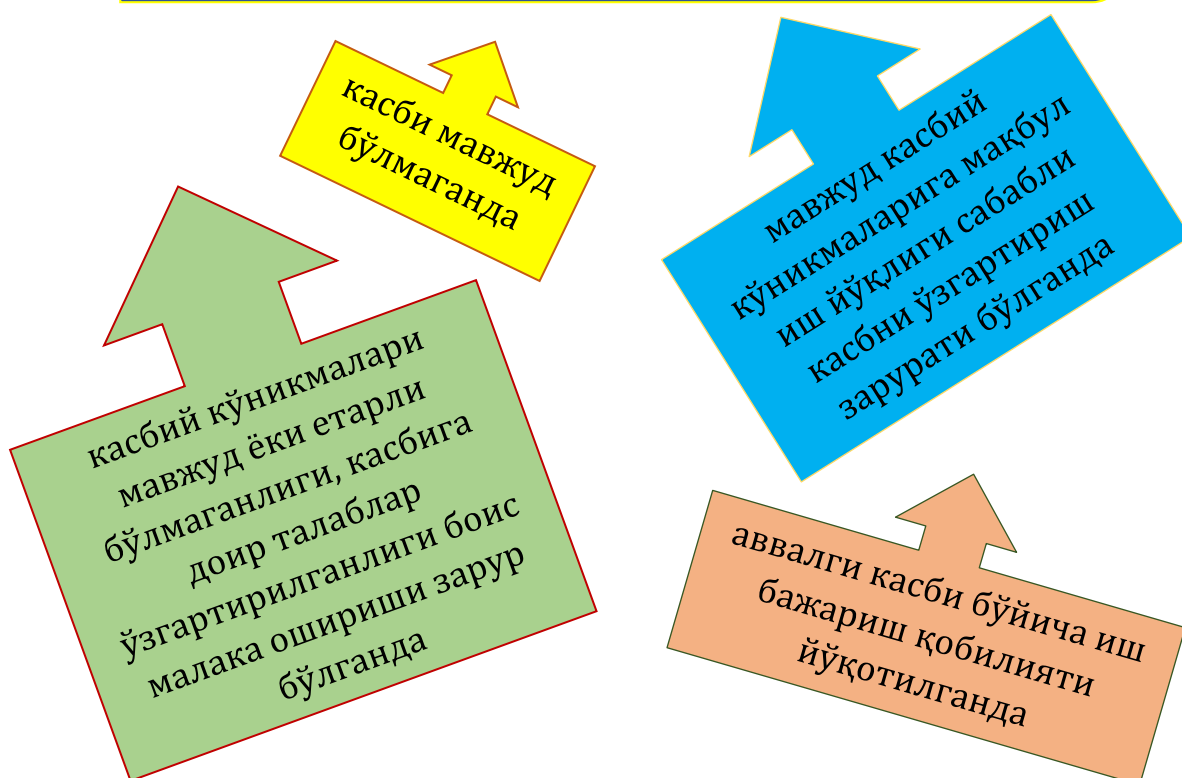 касби мавжуд
бўлмаганда
мавжуд касбий
кўникмаларига мақбул
иш йўқлиги сабабли
касбни ўзгартириш
зарурати бўлганда
касбий кўникмалари
мавжуд ёки етарли
бўлмаганлиги, касбига
доир талаблар
ўзгартирилганлиги боис
малака ошириши зарур
бўлганда
аввалги касби бўйича иш
бажариш қобилияти
йўқотилганда